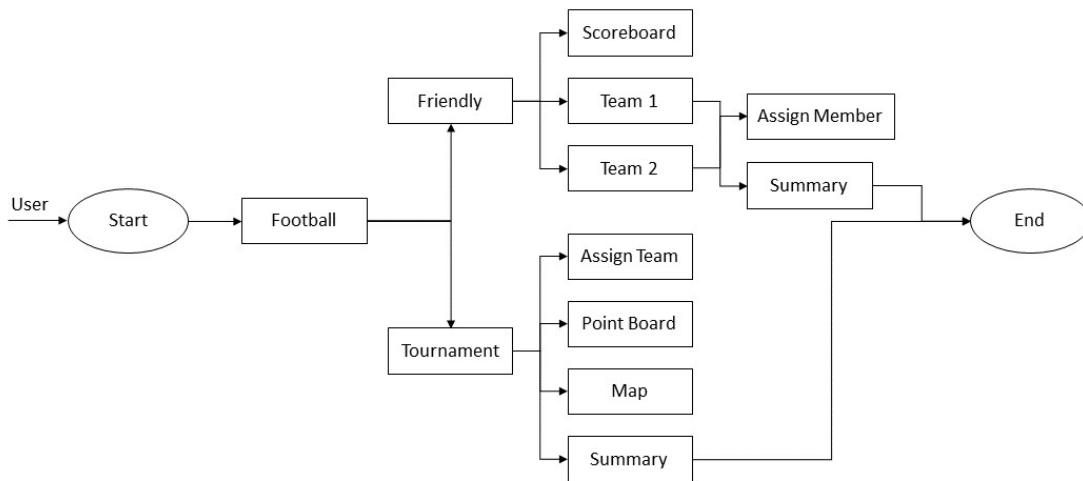 User
Start
Football
Friendly
Tournament
Scoreboard
Team 1
Team 2
Assign Member
Summary
Assign Team
Point Board
Map
Summary
End